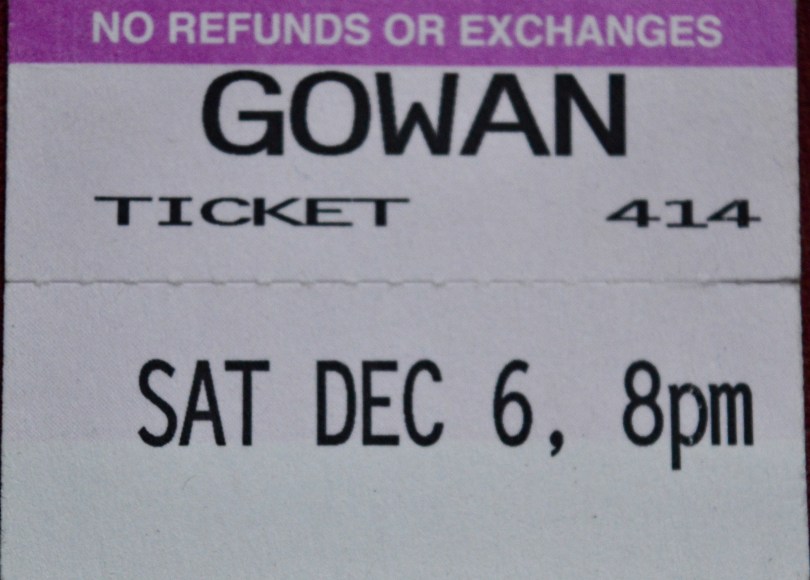 NO REFUNDS OR EXCHANGES
GOWAN
TICKET 414
SAT DEC 6, 8pm